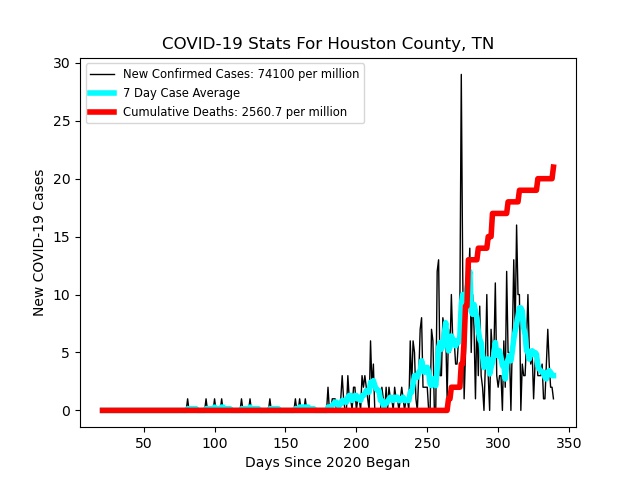 COVID-19 Stats For Houston County, TN
New Confirmed Cases: 74100 per million
7 Day Case Average
Cumulative Deaths: 2560.7 per million
New COVID-19 Cases
30
25
20
15
10
5
0
50 100 150 200 250 300 350
Days Since 2020 Began